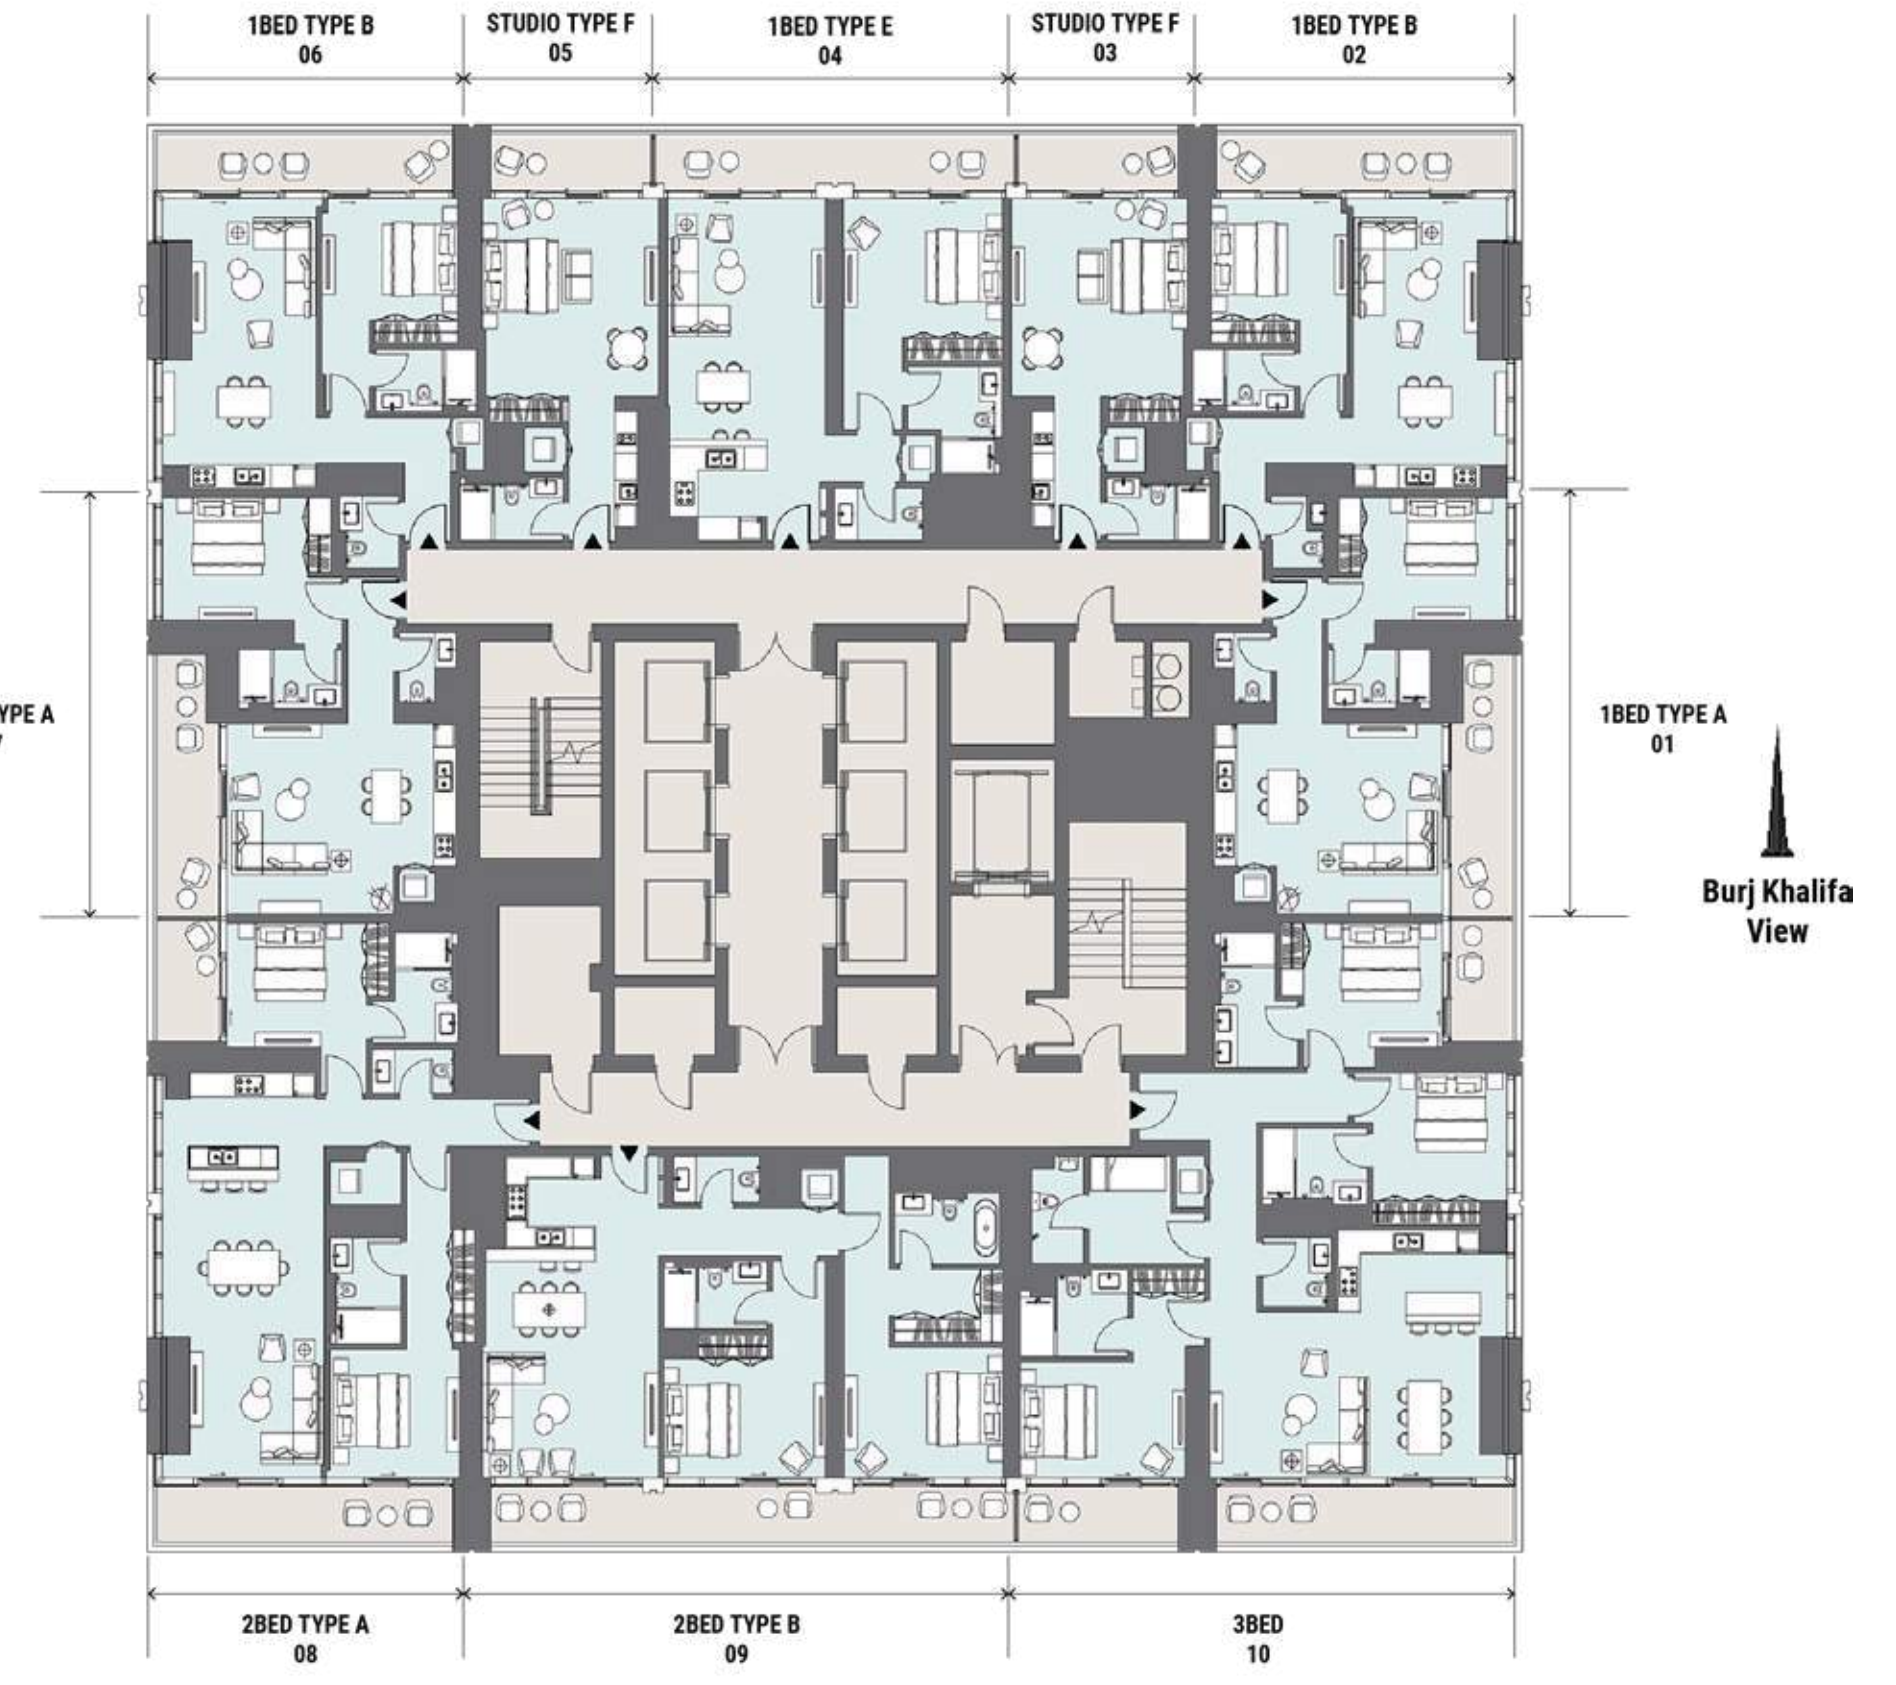 1BED TYPE B
06
STUDIO TYPE F
05
1BED TYPE E
04
STUDIO TYPE F
03
1BED TYPE B
02
TYPE A
1BED TYPE A
01
Burj Khalifa
View
2BED TYPE A
08
2BED TYPE B
09
3BED
10